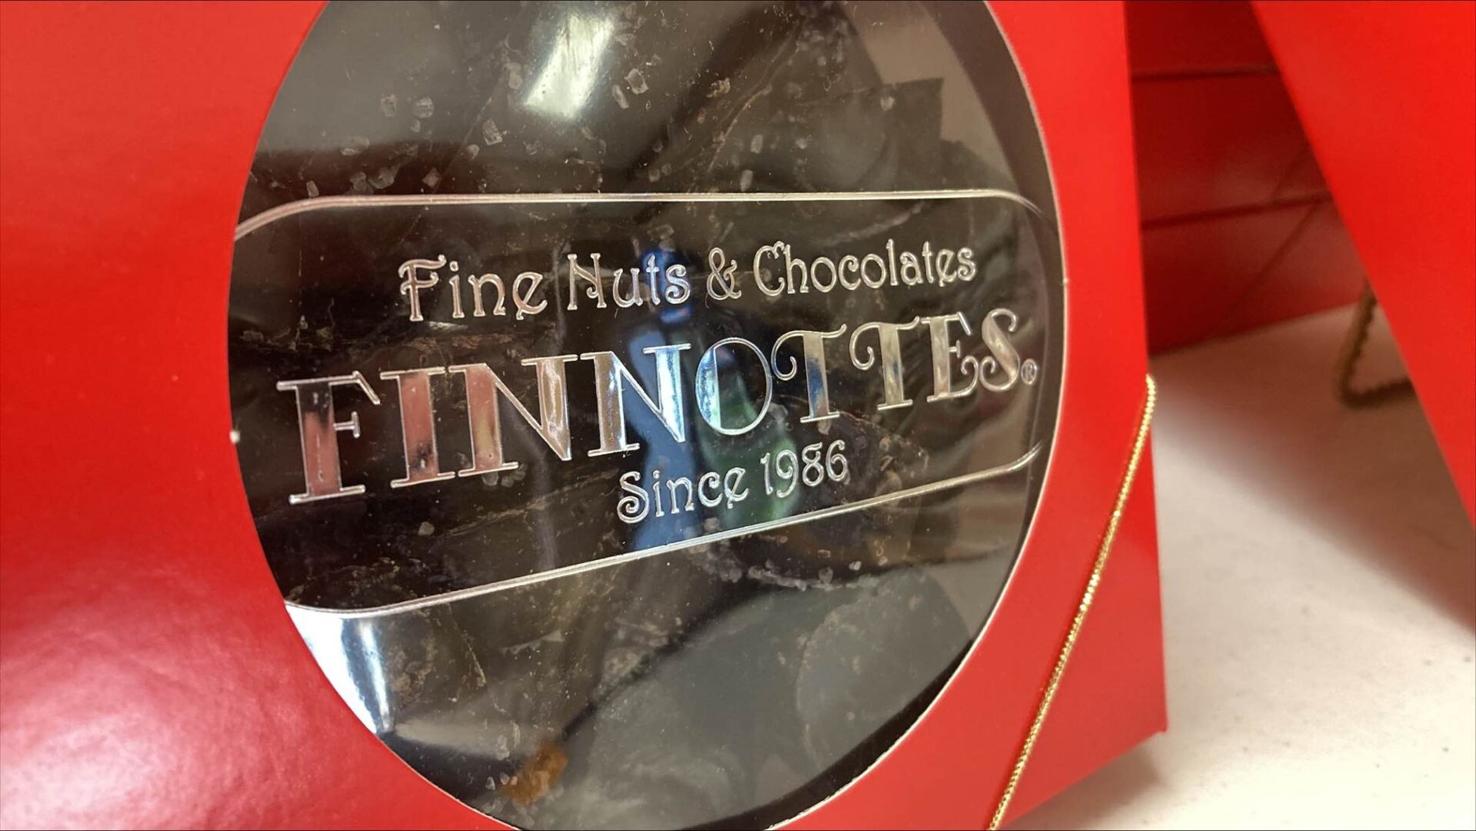 Fine Nuts & Chocolates
FINNOTTES®
Since 1986